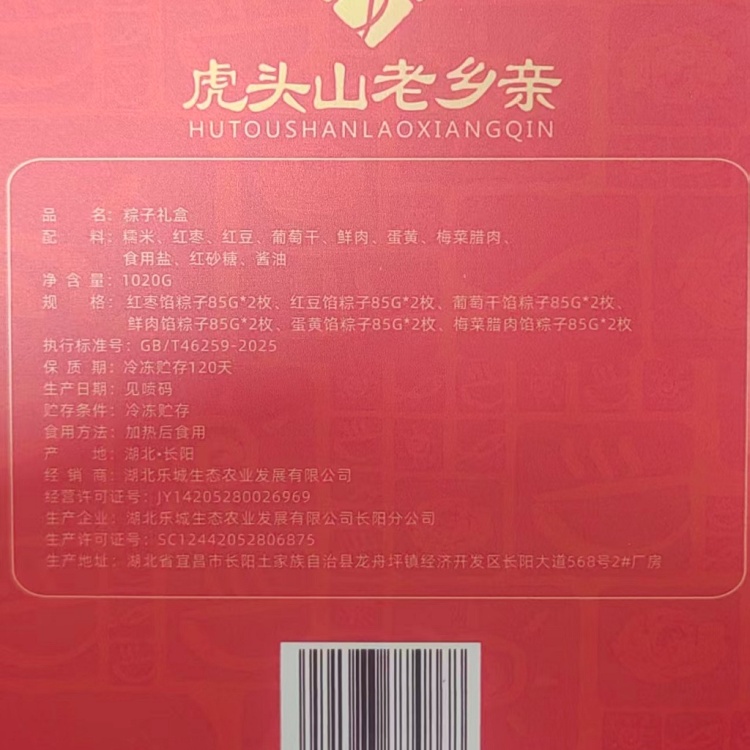 虎头山老乡亲
HUTOUSHANLAOXIANGQIN
品 名：粽子礼盒
配 料：糯米、红枣、红豆、葡萄干、鲜肉、蛋黄、梅菜腊肉、
食用盐、红砂糖、酱油
净 含 量：1020G
规 格：红枣馅粽子85G*2枚、红豆馅粽子85G*2枚、葡萄干馅粽子85G*2枚、
鲜肉馅粽子85G*2枚、蛋黄馅粽子85G*2枚、梅菜腊肉馅粽子85G*2枚
执行标准号：GB/T46259-2025
保 质 期：冷冻贮存120天
生产日期：见喷码
贮存条件：冷冻贮存
食用方法：加热后食用
产 地：湖北•长阳
经 销 商：湖北乐城生态农业发展有限公司
经营许可证号：JY14205280026969
生产企业：湖北乐城生态农业发展有限公司长阳分公司
生产许可证号：SC12442052806875
生产地址：湖北省宜昌市长阳土家族自治县龙舟坪镇经济开发区长阳大道568号2#厂房